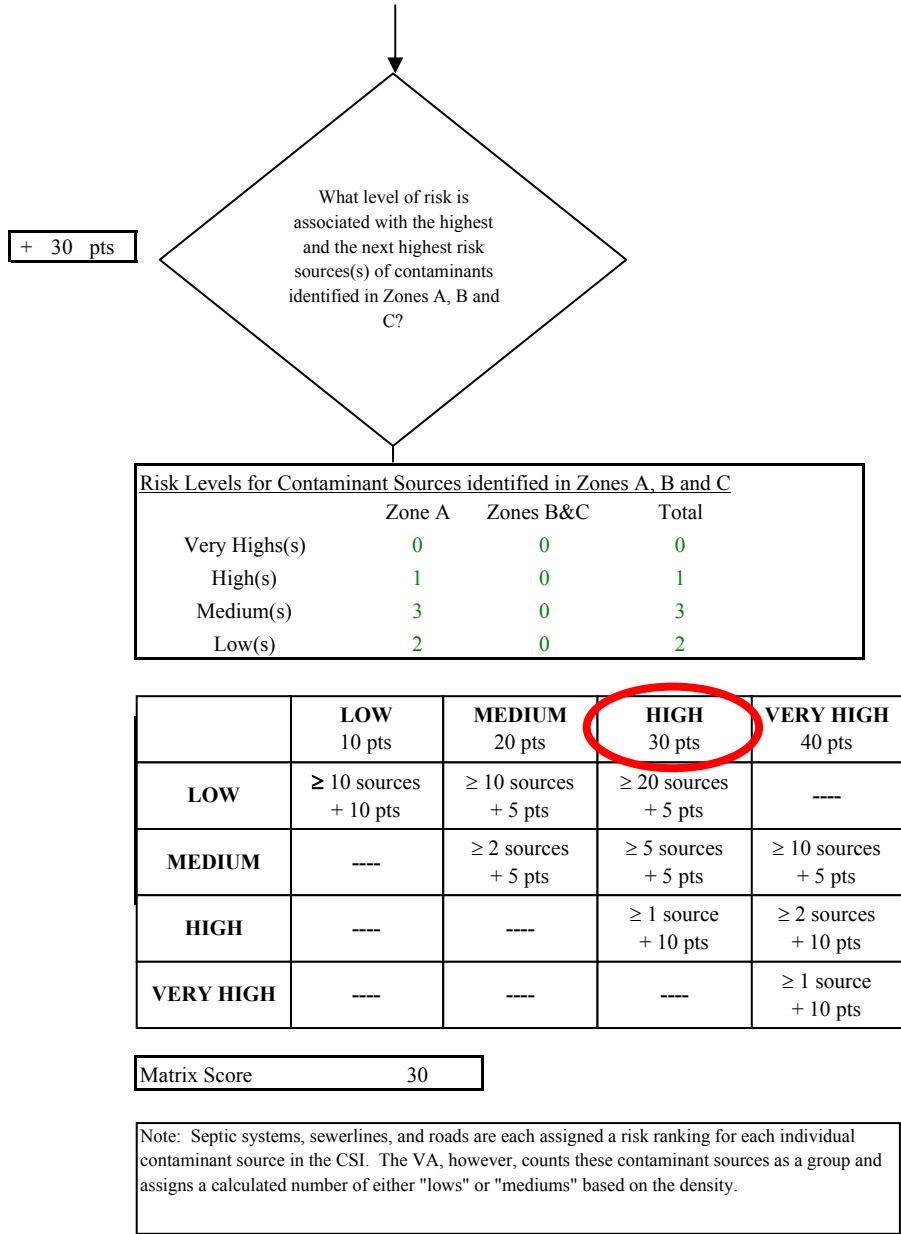 What level of risk is
associated with the highest
and the next highest risk
sources(s) of contaminants
identified in Zones A, B and
C?
+ 30 pts
Risk Levels for Contaminant Sources identified in Zones A, B and C
Zone A Zones B&C Total
Very Highs(s) 0 0 0
High(s) 1 0 1
Medium(s) 3 0 3
Low(s) 2 0 2
LOW MEDIUM HIGH VERY HIGH
10 pts 20 pts 30 pts 40 pts
LOW ≥ 10 sources ≥ 10 sources ≥ 20 sources ----
+ 10 pts + 5 pts + 5 pts
MEDIUM ---- ≥ 2 sources ≥ 5 sources ≥ 10 sources
+ 5 pts + 5 pts + 5 pts
HIGH ---- ---- ≥ 1 source ≥ 2 sources
+ 10 pts + 10 pts
VERY HIGH ---- ---- ---- ≥ 1 source
+ 10 pts
Matrix Score 30
Note: Septic systems, sewerlines, and roads are each assigned a risk ranking for each individual
contaminant source in the CSI. The VA, however, counts these contaminant sources as a group and
assigns a calculated number of either "lows" or "mediums" based on the density.